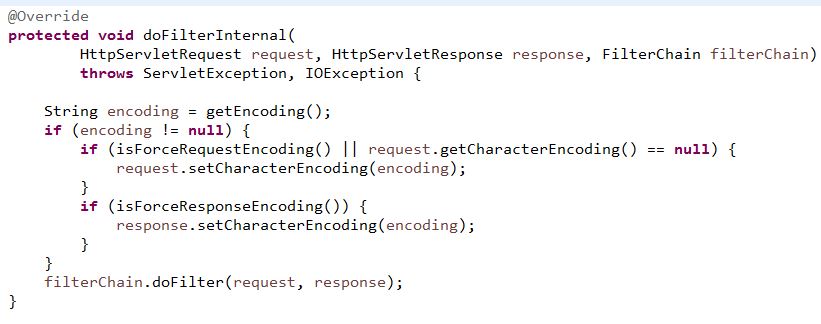 @Override
protected void doFilterInternal(
        HttpServletRequest request, HttpServletResponse response, FilterChain filterChain)
        throws ServletException, IOException {

    String encoding = getEncoding();
    if (encoding != null) {
        if (isForceRequestEncoding() || request.getCharacterEncoding() == null) {
            request.setCharacterEncoding(encoding);
        }
        if (isForceResponseEncoding()) {
            response.setCharacterEncoding(encoding);
        }
    }
    filterChain.doFilter(request, response);
}